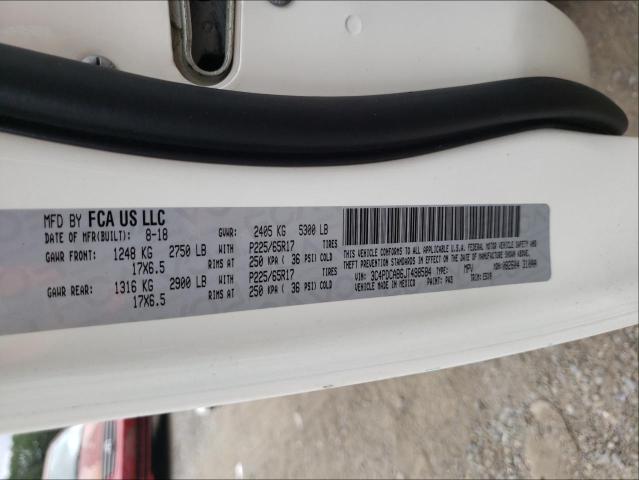 MFD BY FCA US LLC
DATE OF MFR(BUILT): 8-18 GVWR: 2405 KG 5300 LB
GAWR FRONT: 1248 KG 2750 LB WITH P225/65R17 TIRES
17X6.5 RIMS AT 250 KPA ( 36 PSI) COLD
GAWR REAR: 1316 KG 2900 LB WITH P225/65R17 TIRES
17X6.5 RIMS AT 250 KPA ( 36 PSI) COLD
THIS VEHICLE CONFORMS TO ALL APPLICABLE U.S.A. FEDERAL MOTOR VEHICLE SAFETY AND
THEFT PREVENTION STANDARDS IN EFFECT ON THE DATE OF MANUFACTURE SHOWN ABOVE.
VIN: 3C4PDCAB6JT498584 TYPE: MPV
VEHICLE MADE IN MEXICO PAINT: PW3 TRIM: